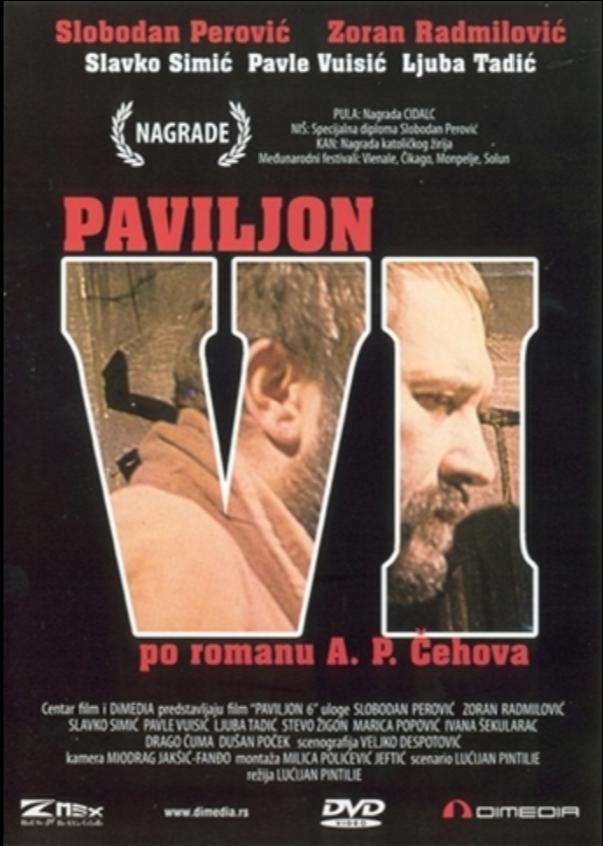 Slobodan Perović Zoran Radmilović
Slavko Simić Pavle Vuisić Ljuba Tadić
NAGRADE
PULA: Nagrada CIDALC
NIŠ: Specijalna diploma Slobodan Perović
KAN: Nagrada katoličkog žirija
Međunarodni festivali: Vienale, Čikago, Monpelje, Solun
PAVILJON
VI
po romanu A. P. Čehova
Centar film i DiMEDIA predstavljaju film "PAVILJON 6" uloge SLOBODAN PEROVIĆ ZORAN RADMILOVIĆ
SLAVKO SIMIĆ PAVLE VUISIĆ LJUBA TADIĆ STEVO ŽIGON MARICA POPOVIĆ IVANA ŠEKULARAC
DRAGO ČUMA DUŠAN POČEK scenografija VELJKO DESPOTOVIĆ
kamera MIODRAG JAKŠIĆ-FANĐO montaža MILICA POLIČEVIĆ JEFTIĆ scenario LUĆIJAN PINTILIE
režija LUĆIJAN PINTILIE
www.dimedia.rs
DVD
VIDEO
DIMEDIA